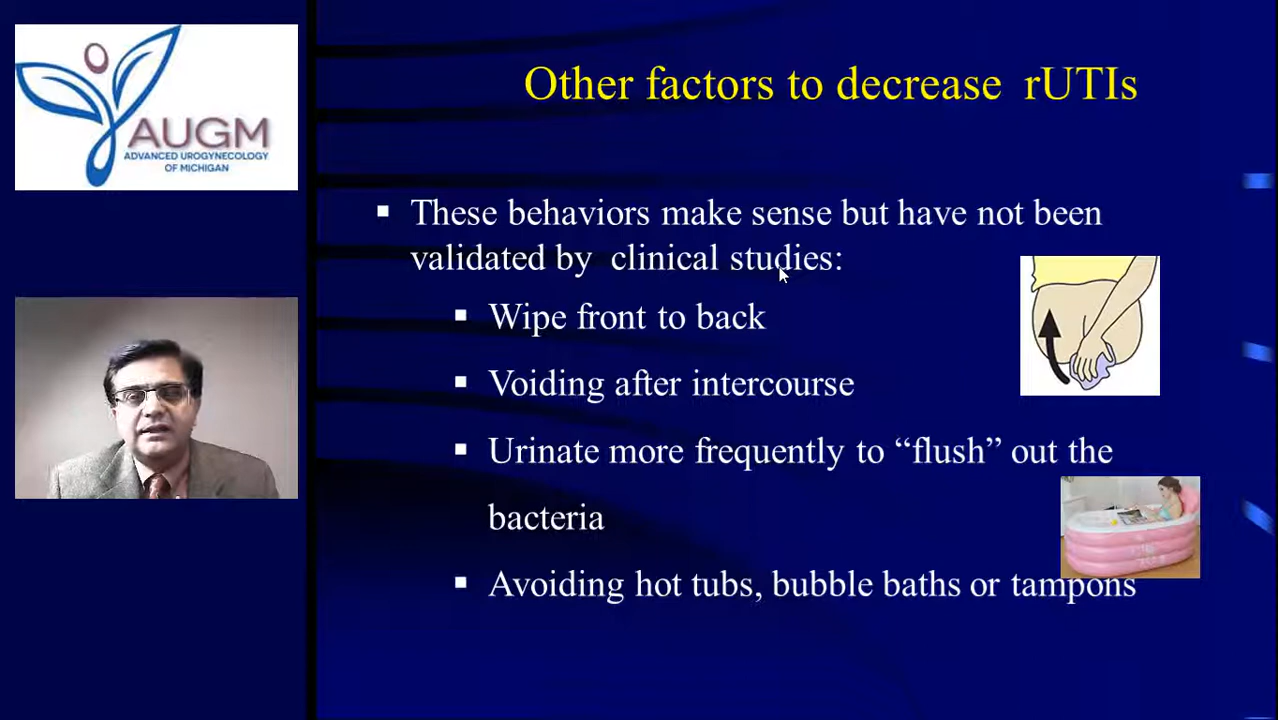 AUGM
ADVANCED UROGYNECOLOGY
OF MICHIGAN
Other factors to decrease rUTIs
▪ These behaviors make sense but have not been
validated by clinical studies:
▪ Wipe front to back
▪ Voiding after intercourse
▪ Urinate more frequently to “flush” out the
bacteria
▪ Avoiding hot tubs, bubble baths or tampons